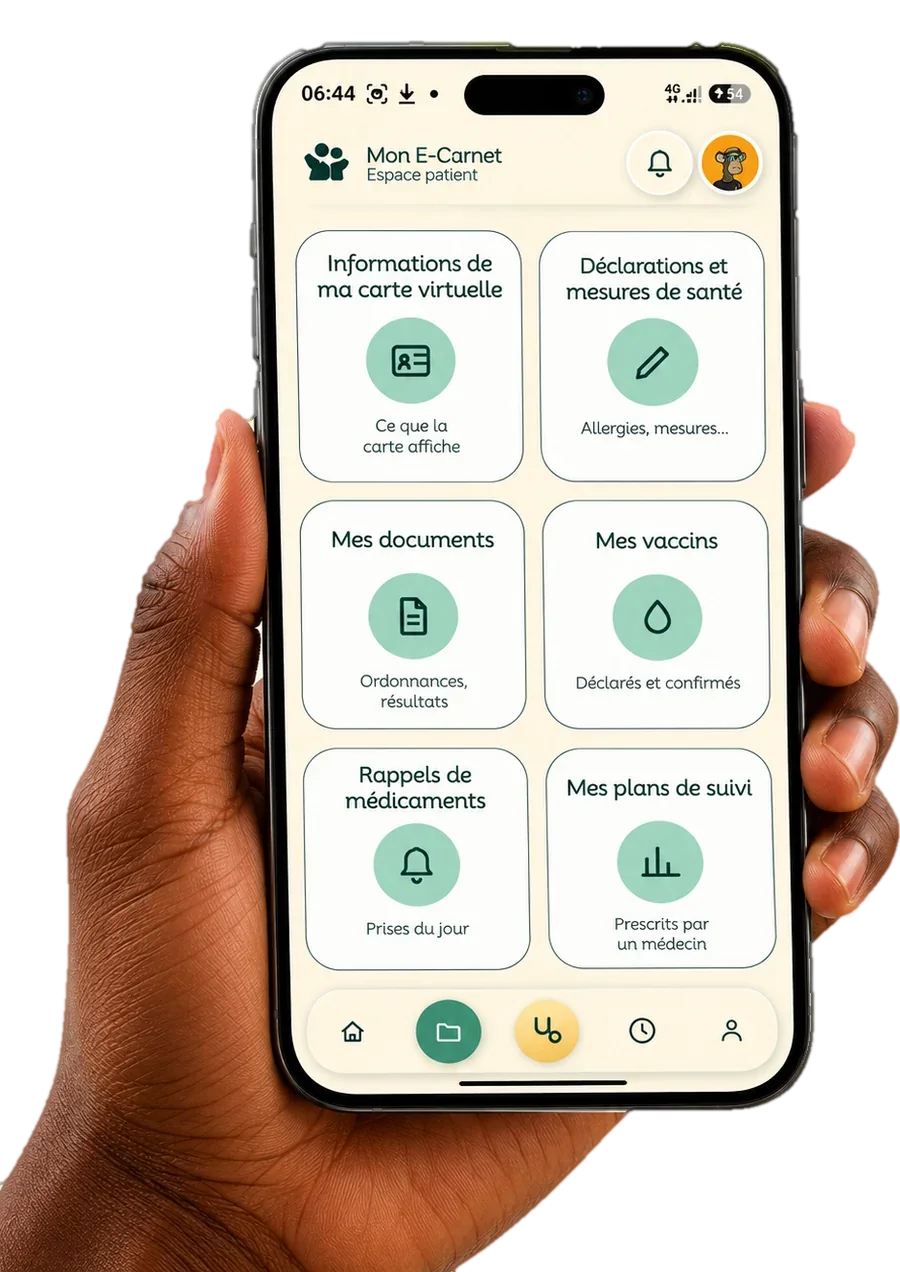 06:44
4G
54
Mon E-Carnet
Espace patient
Informations de
ma carte virtuelle
Ce que la
carte affiche
Déclarations et
mesures de santé
Allergies, mesures...
Mes documents
Ordonnances,
résultats
Mes vaccins
Déclarés et confirmés
Rappels de
médicaments
Prises du jour
Mes plans de suivi
Prescrits par
un médecin